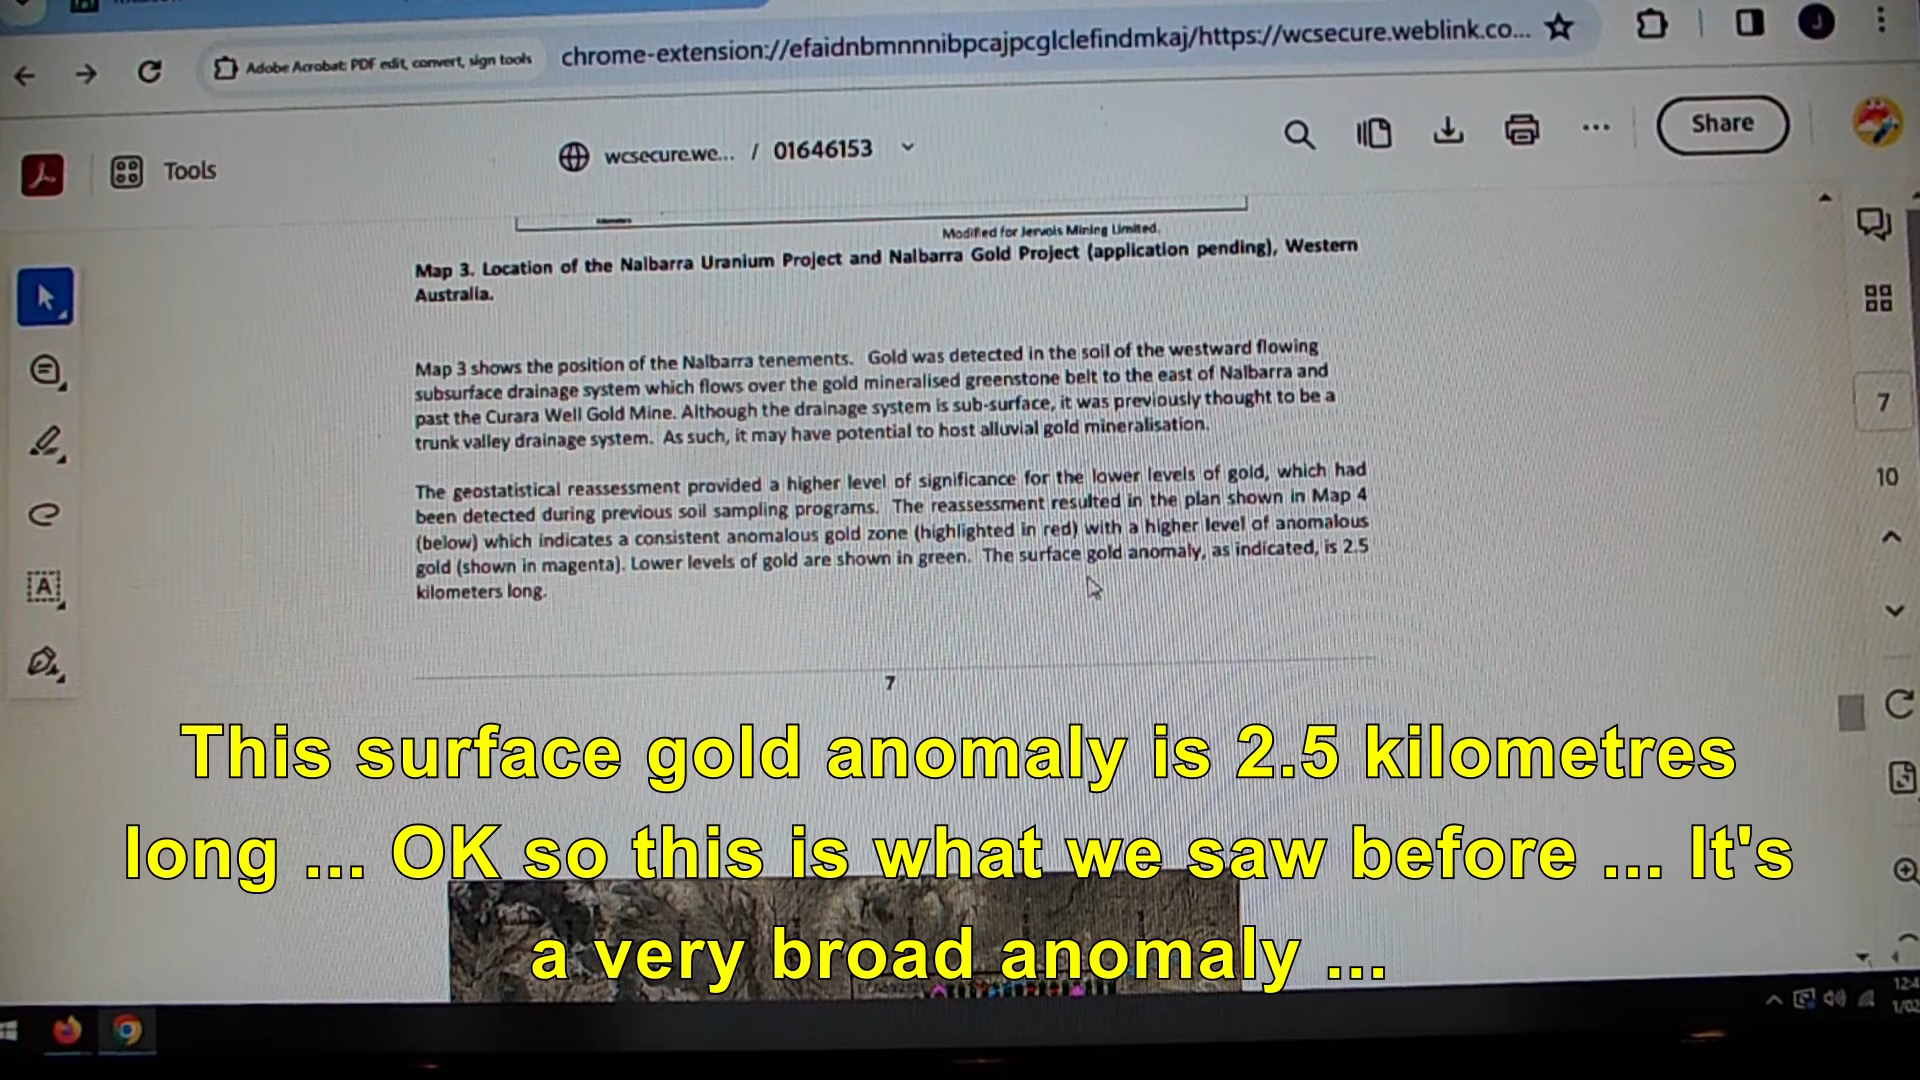 Adobe Acrobat: PDF edit, convert, sign tools
chrome-extension://efaidnbmnnnibpcajpcglclefindmkaj/https://wcsecure.weblink.co...
J
Tools
wcsecure.we... / 01646153
Share
Modified for Jervois Mining Limited.
Map 3. Location of the Nalbarra Uranium Project and Nalbarra Gold Project (application pending), Western
Australia.
Map 3 shows the position of the Nalbarra tenements. Gold was detected in the soil of the westward flowing
subsurface drainage system which flows over the gold mineralised greenstone belt to the east of Nalbarra and
past the Curara Well Gold Mine. Although the drainage system is sub-surface, it was previously thought to be a
trunk valley drainage system. As such, it may have potential to host alluvial gold mineralisation.
The geostatistical reassessment provided a higher level of significance for the lower levels of gold, which had
been detected during previous soil sampling programs. The reassessment resulted in the plan shown in Map 4
(below) which indicates a consistent anomalous gold zone (highlighted in red) with a higher level of anomalous
gold (shown in magenta). Lower levels of gold are shown in green. The surface gold anomaly, as indicated, is 2.5
kilometers long.
7
7
10
This surface gold anomaly is 2.5 kilometres
long ... OK so this is what we saw before ... It's
a very broad anomaly ...
12:4
1/02